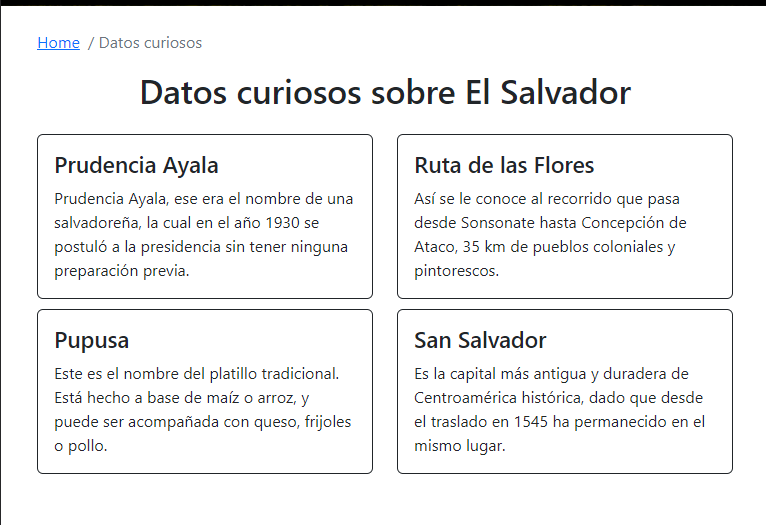 Home / Datos curiosos
Datos curiosos sobre El Salvador
Prudencia Ayala
Prudencia Ayala, ese era el nombre de una
salvadoreña, la cual en el año 1930 se
postuló a la presidencia sin tener ninguna
preparación previa.
Ruta de las Flores
Así se le conoce al recorrido que pasa
desde Sonsonate hasta Concepción de
Ataco, 35 km de pueblos coloniales y
pintorescos.
Pupusa
Este es el nombre del platillo tradicional.
Está hecho a base de maíz o arroz, y
puede ser acompañada con queso, frijoles
o pollo.
San Salvador
Es la capital más antigua y duradera de
Centroamérica histórica, dado que desde
el traslado en 1545 ha permanecido en el
mismo lugar.